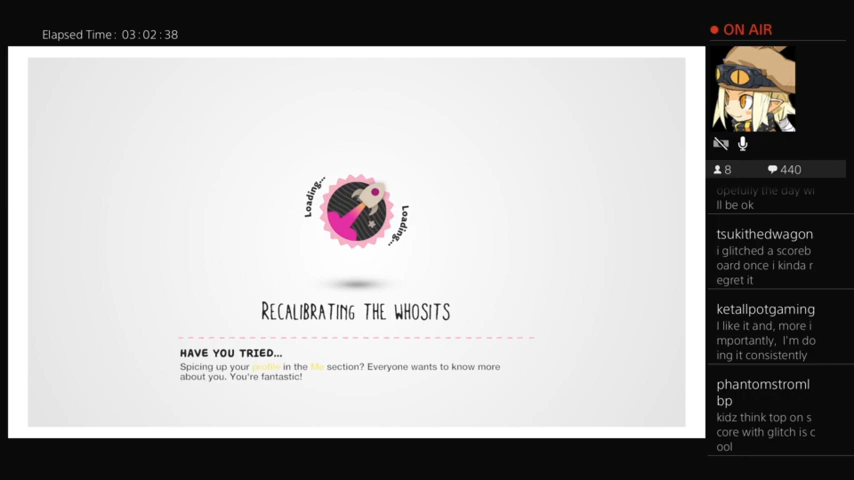 Elapsed Time: 03:02:38
ON AIR
8 440
Loading...
Loading...
RECALIBRATING THE WHOSITS
HAVE YOU TRIED...
Spicing up your profile in the Me section? Everyone wants to know more
about you. You're fantastic!
opefully the day wi
ll be ok
tsukithedwagon
i glitched a scoreb
oard once i kinda r
egret it
ketallpotgaming
I like it and, more i
mportantly, I'm do
ing it consistently
phantomstroml
bp
kidz think top on s
core with glitch is c
ool